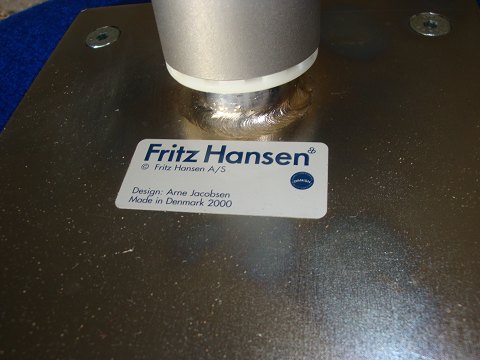 Fritz Hansen
© Fritz Hansen A/S
Design: Arne Jacobsen
Made in Denmark 2000